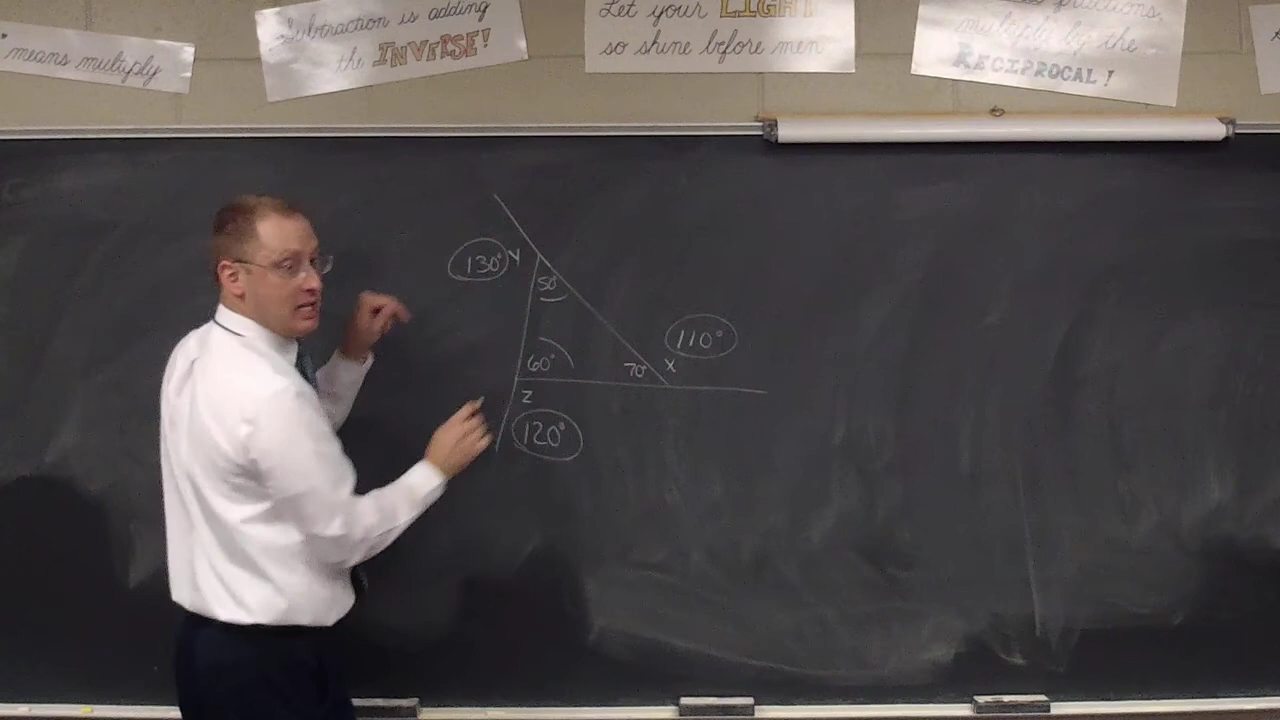 means multiply
Subtraction is adding
the INVERSE!
Let your LIGHT
so shine before men
fractions,
multiply by the
RECIPROCAL!
130° Y
50°
110°
60°
70°
X
Z
120°